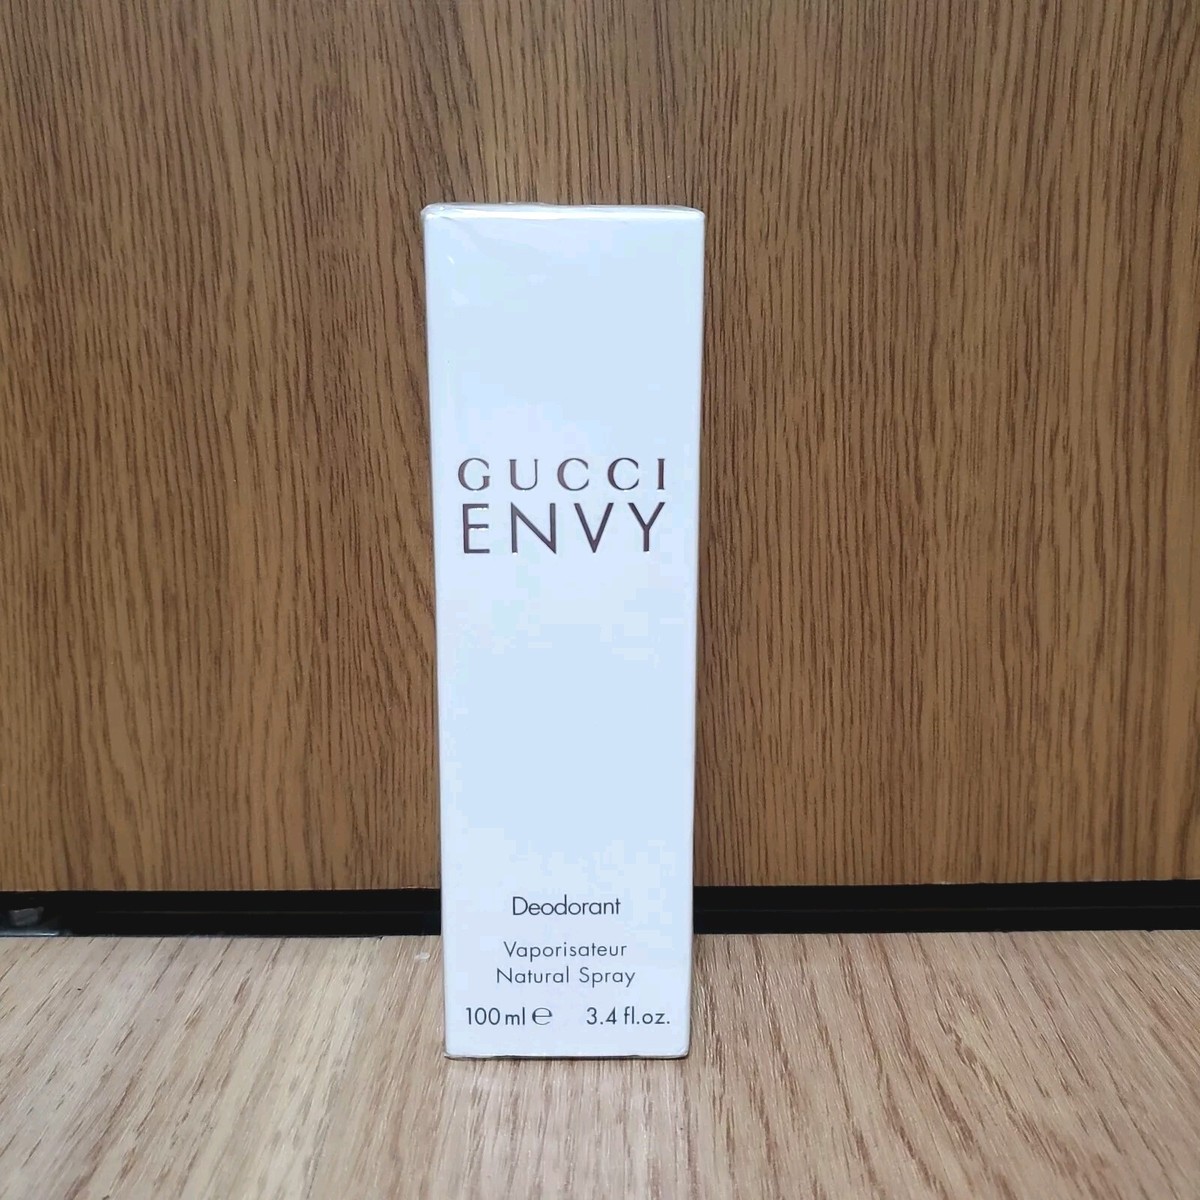 GUCCI
ENVY
Deodorant
Vaporisateur
Natural Spray
100 ml ℮ 3.4 fl.oz.